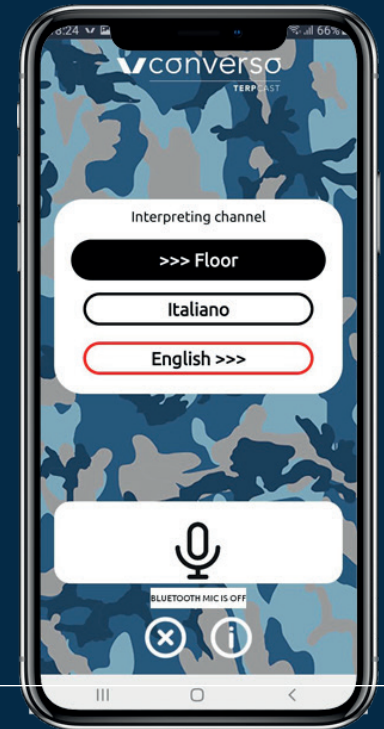 8:24
66%
converso
TERPCAST
Interpreting channel
>>> Floor
Italiano
English >>>
BLUETOOTH MIC IS OFF